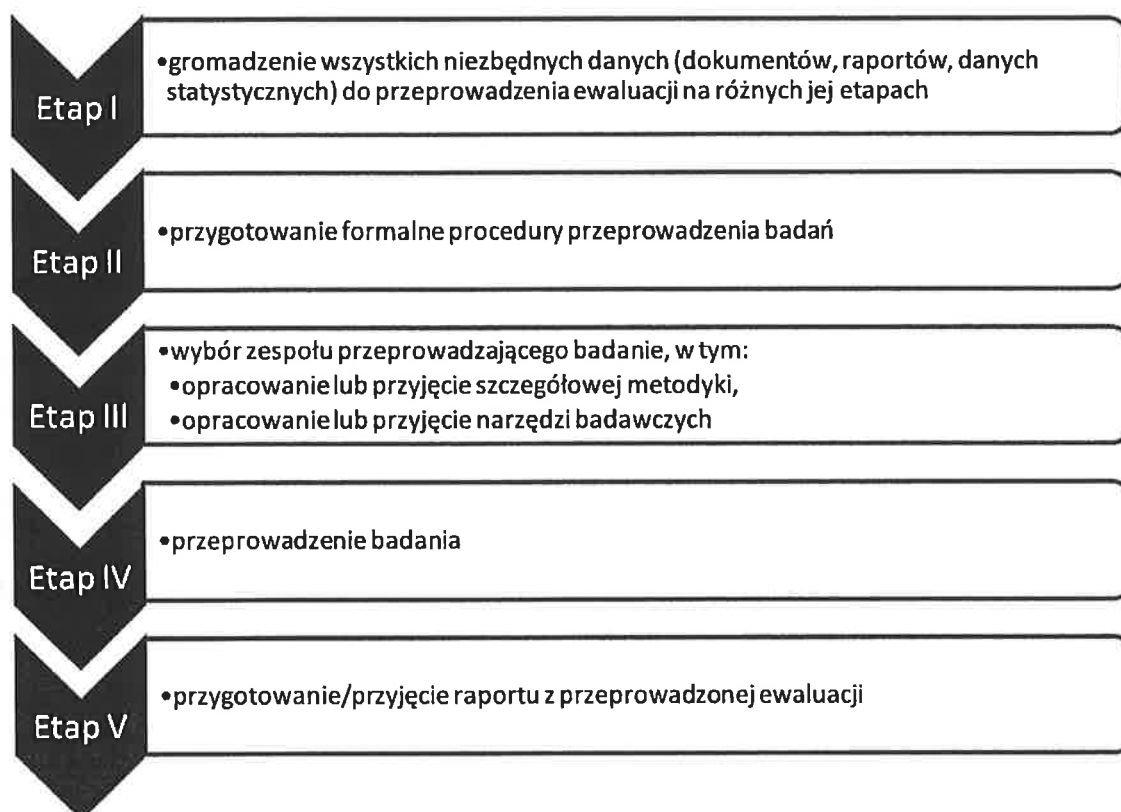 Etap I
•gromadzenie wszystkich niezbędnych danych (dokumentów, raportów, danych
statystycznych) do przeprowadzenia ewaluacji na różnych jej etapach
Etap II
•przygotowanie formalne procedury przeprowadzenia badań
Etap III
•wybór zespołu przeprowadzającego badanie, w tym:
•opracowanie lub przyjęcie szczegółowej metodyki,
•opracowanie lub przyjęcie narzędzi badawczych
Etap IV
•przeprowadzenie badania
Etap V
•przygotowanie/przyjęcie raportu z przeprowadzonej ewaluacji